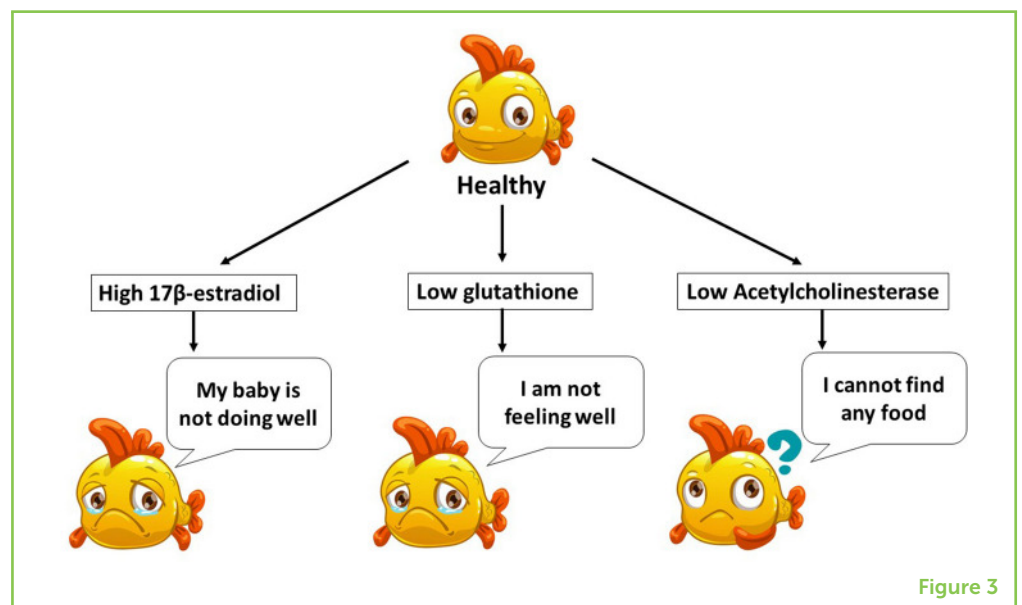 Healthy
High 17β-estradiol
Low glutathione
Low Acetylcholinesterase
My baby is
not doing well
I am not
feeling well
I cannot find
any food
?
Figure 3